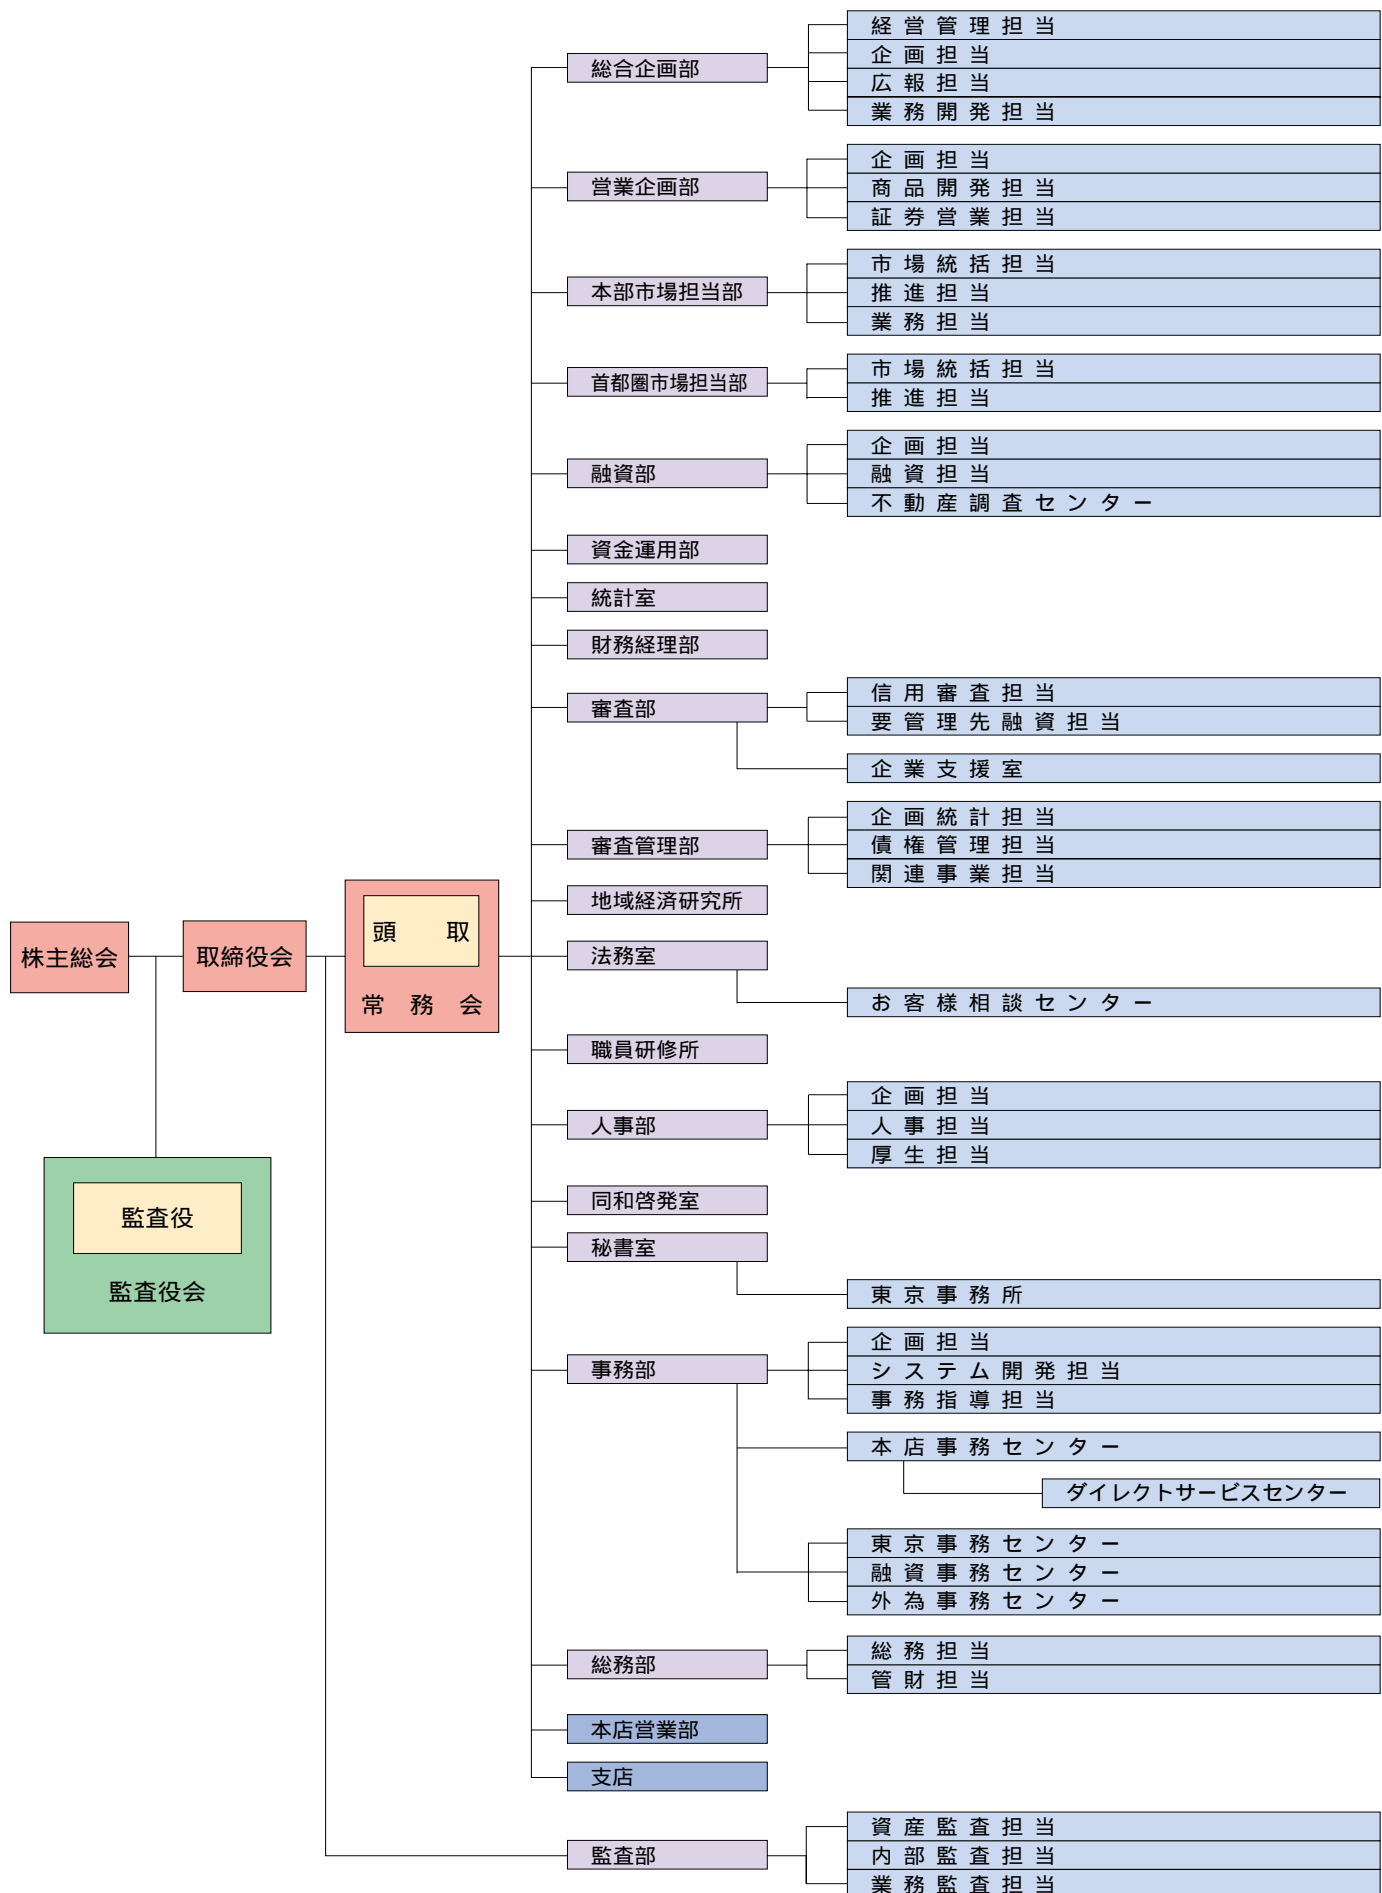 株主総会
取締役会
頭取
常務会
監査役
監査役会
総合企画部
経営管理担当
企画担当
広報担当
業務開発担当
営業企画部
企画担当
商品開発担当
証券営業担当
本部市場担当部
市場統括担当
推進担当
業務担当
首都圏市場担当部
市場統括担当
推進担当
融資部
企画担当
融資担当
不動産調査センター
資金運用部
統計室
財務経理部
審査部
信用審査担当
要管理先融資担当
企業支援室
審査管理部
企画統計担当
債権管理担当
関連事業担当
地域経済研究所
法務室
お客様相談センター
職員研修所
人事部
企画担当
人事担当
厚生担当
同和啓発室
秘書室
東京事務所
事務部
企画担当
システム開発担当
事務指導担当
本店事務センター
ダイレクトサービスセンター
東京事務センター
融資事務センター
外為事務センター
総務部
総務担当
管財担当
本店営業部
支店
監査部
資産監査担当
内部監査担当
業務監査担当